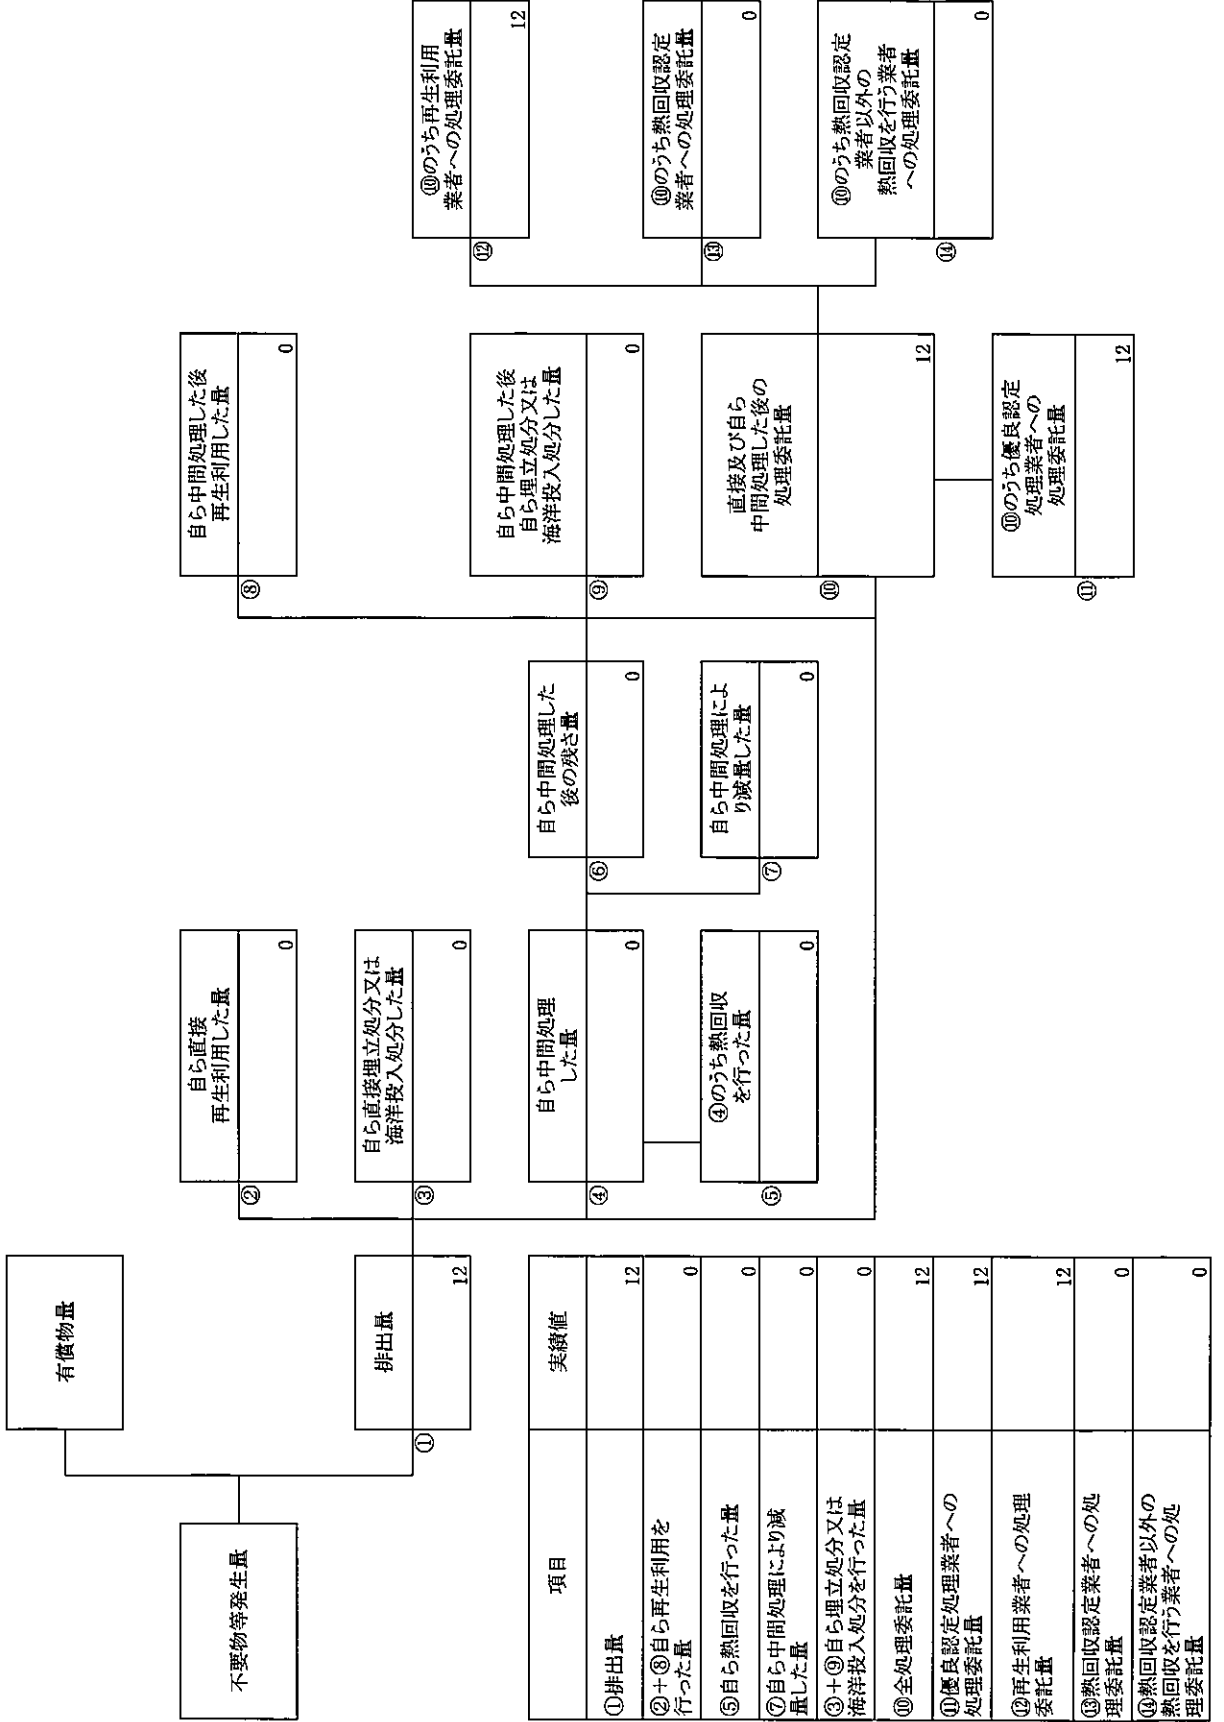 不要物等発生量
有償物量
①
排出量
12
②
自ら直接
再生利用した量
0
③
自ら直接埋立処分又は
海洋投入処分した量
0
④
自ら中間処理
した量
0
⑤
④のうち熱回収
を行った量
0
⑥
自ら中間処理した
後の残さ量
0
⑦
自ら中間処理によ
り減量した量
0
⑧
自ら中間処理した後
再生利用した量
0
⑨
自ら中間処理した後
自ら埋立処分又は
海洋投入処分した量
0
⑩
直接及び自ら
中間処理した後の
処理委託量
12
⑪
⑩のうち優良認定
処理業者への
処理委託量
12
⑫
⑩のうち再生利用
業者への処理委託量
12
⑬
⑩のうち熱回収認定
業者への処理委託量
0
⑭
⑩のうち熱回収認定
業者以外の
熱回収を行う業者
への処理委託量
0
項目
実績値
①排出量
12
②+⑧自ら再生利用を
行った量
0
⑤自ら熱回収を行った量
0
⑦自ら中間処理により減
量した量
0
③+⑨自ら埋立処分又は
海洋投入処分を行った量
0
⑩全処理委託量
12
⑪優良認定処理業者への
処理委託量
12
⑫再生利用業者への処理
委託量
12
⑬熱回収認定業者への処
理委託量
0
⑭熱回収認定業者以外の
熱回収を行う業者への処
理委託量
0